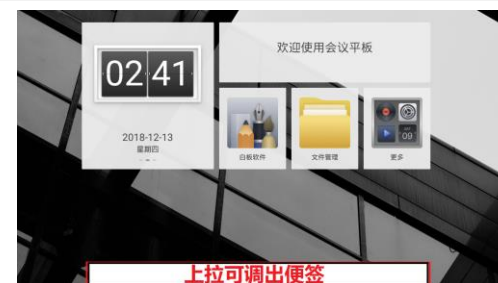 欢迎使用会议平板
02 41
2018-12-13
星期四
白板软件
文件管理
更多
09
上拉可调出便签